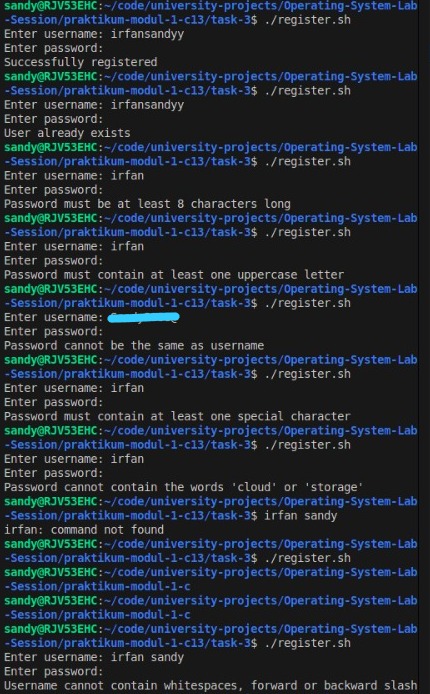 sandy@RJV53EHC:~/code/university-projects/Operating-System-Lab
-Session/praktikum-modul-1-c13/task-3$ ./register.sh
Enter username: irfansandyy
Enter password:
Successfully registered
sandy@RJV53EHC:~/code/university-projects/Operating-System-Lab
-Session/praktikum-modul-1-c13/task-3$ ./register.sh
Enter username: irfansandyy
Enter password:
User already exists
sandy@RJV53EHC:~/code/university-projects/Operating-System-Lab
-Session/praktikum-modul-1-c13/task-3$ ./register.sh
Enter username: irfan
Enter password:
Password must be at least 8 characters long
sandy@RJV53EHC:~/code/university-projects/Operating-System-Lab
-Session/praktikum-modul-1-c13/task-3$ ./register.sh
Enter username: irfan
Enter password:
Password must contain at least one uppercase letter
sandy@RJV53EHC:~/code/university-projects/Operating-System-Lab
-Session/praktikum-modul-1-c13/task-3$ ./register.sh
Enter username:
Enter password:
Password cannot be the same as username
sandy@RJV53EHC:~/code/university-projects/Operating-System-Lab
-Session/praktikum-modul-1-c13/task-3$ ./register.sh
Enter username: irfan
Enter password:
Password must contain at least one special character
sandy@RJV53EHC:~/code/university-projects/Operating-System-Lab
-Session/praktikum-modul-1-c13/task-3$ ./register.sh
Enter username: irfan
Enter password:
Password cannot contain the words 'cloud' or 'storage'
sandy@RJV53EHC:~/code/university-projects/Operating-System-Lab
-Session/praktikum-modul-1-c13/task-3$ irfan sandy
irfan: command not found
sandy@RJV53EHC:~/code/university-projects/Operating-System-Lab
-Session/praktikum-modul-1-c13/task-3$ ./register.sh
sandy@RJV53EHC:~/code/university-projects/Operating-System-Lab
-Session/praktikum-modul-1-c
sandy@RJV53EHC:~/code/university-projects/Operating-System-Lab
-Session/praktikum-modul-1-c
sandy@RJV53EHC:~/code/university-projects/Operating-System-Lab
-Session/praktikum-modul-1-c13/task-3$ ./register.sh
Enter username: irfan sandy
Enter password:
Username cannot contain whitespaces, forward or backward slash